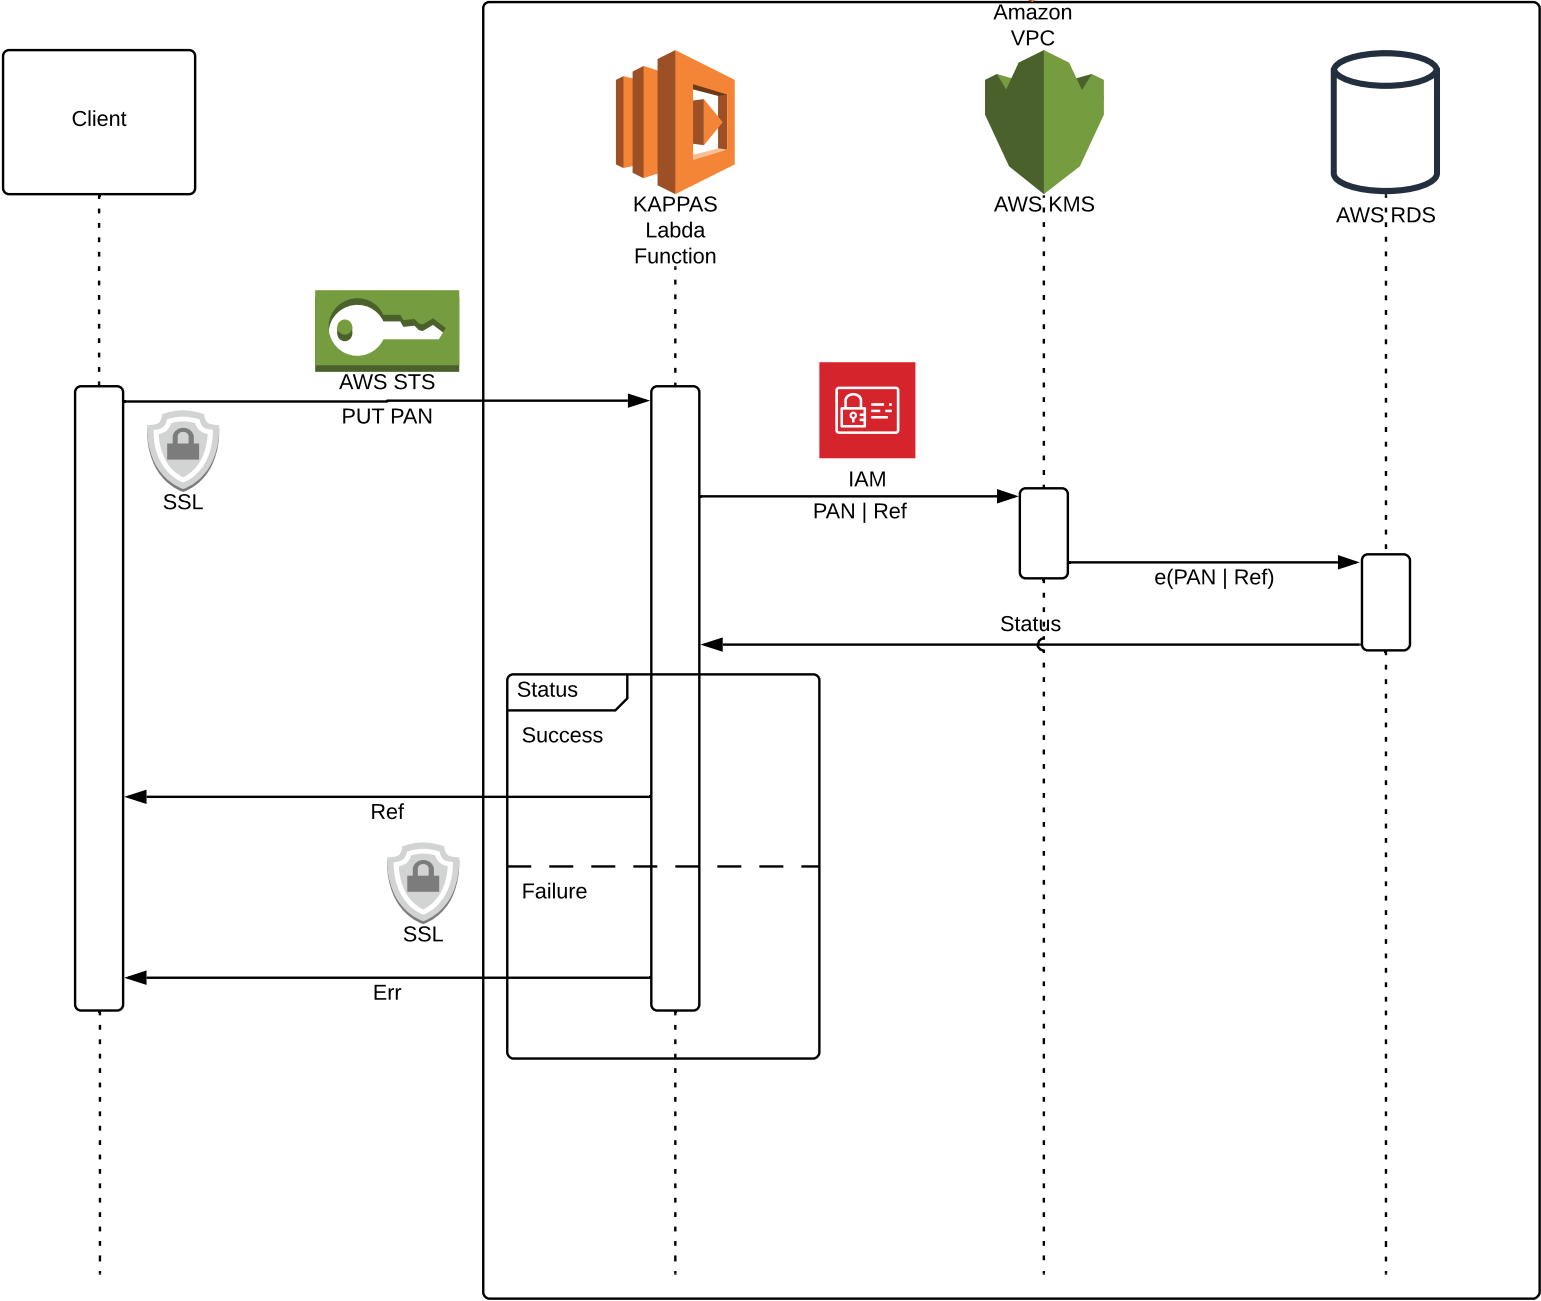 Amazon
VPC
Client
KAPPAS
Labda
Function
AWS KMS
AWS RDS
AWS STS
PUT PAN
SSL
IAM
PAN | Ref
e(PAN | Ref)
Status
Status
Success
Ref
Failure
SSL
Err